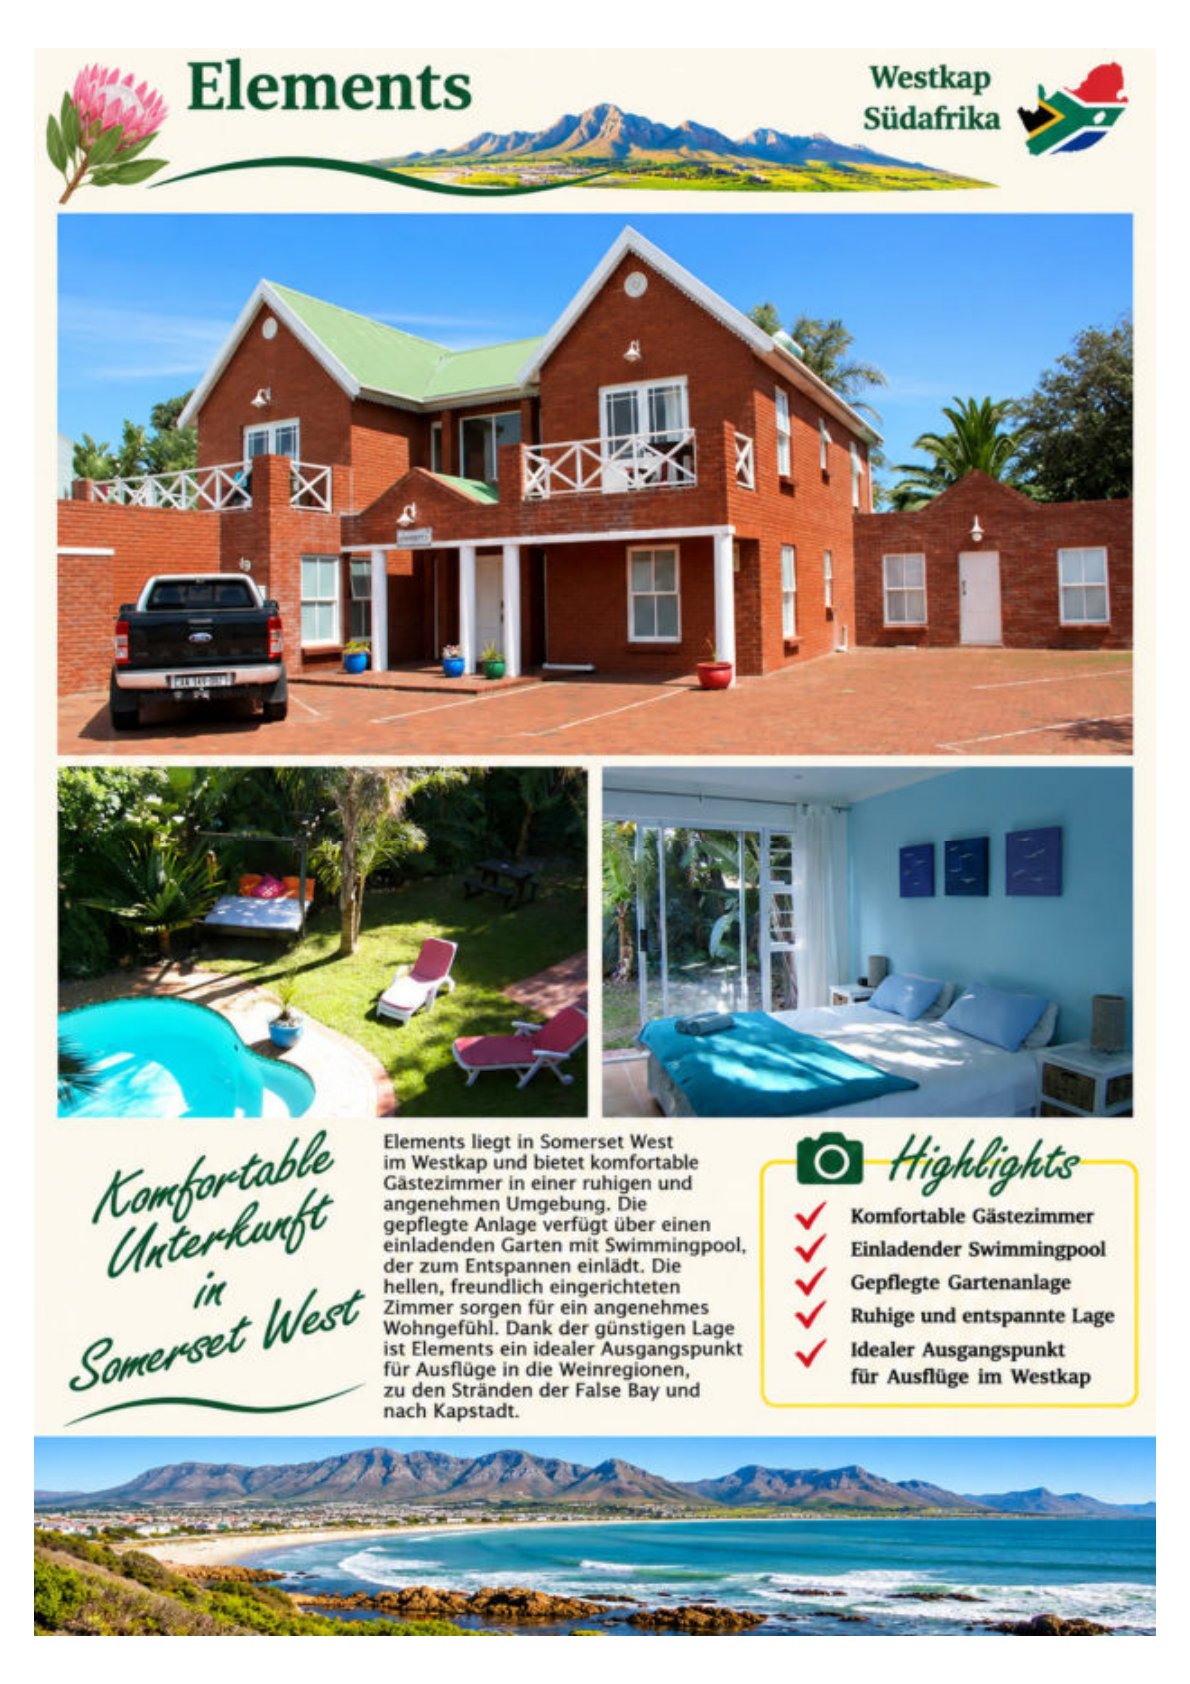 Elements
Westkap
Südafrika
19
Komfortable
Unterkunft
in
Somerset West
Elements liegt in Somerset West
im Westkap und bietet komfortable
Gästezimmer in einer ruhigen und
angenehmen Umgebung. Die
gepflegte Anlage verfügt über einen
einladenden Garten mit Swimmingpool,
der zum Entspannen einlädt. Die
hellen, freundlich eingerichteten
Zimmer sorgen für ein angenehmes
Wohngefühl. Dank der günstigen Lage
ist Elements ein idealer Ausgangspunkt
für Ausflüge in die Weinregionen,
zu den Stränden der False Bay und
nach Kapstadt.
Highlights
Komfortable Gästezimmer
Einladender Swimmingpool
Gepflegte Gartenanlage
Ruhige und entspannte Lage
Idealer Ausgangspunkt
für Ausflüge im Westkap